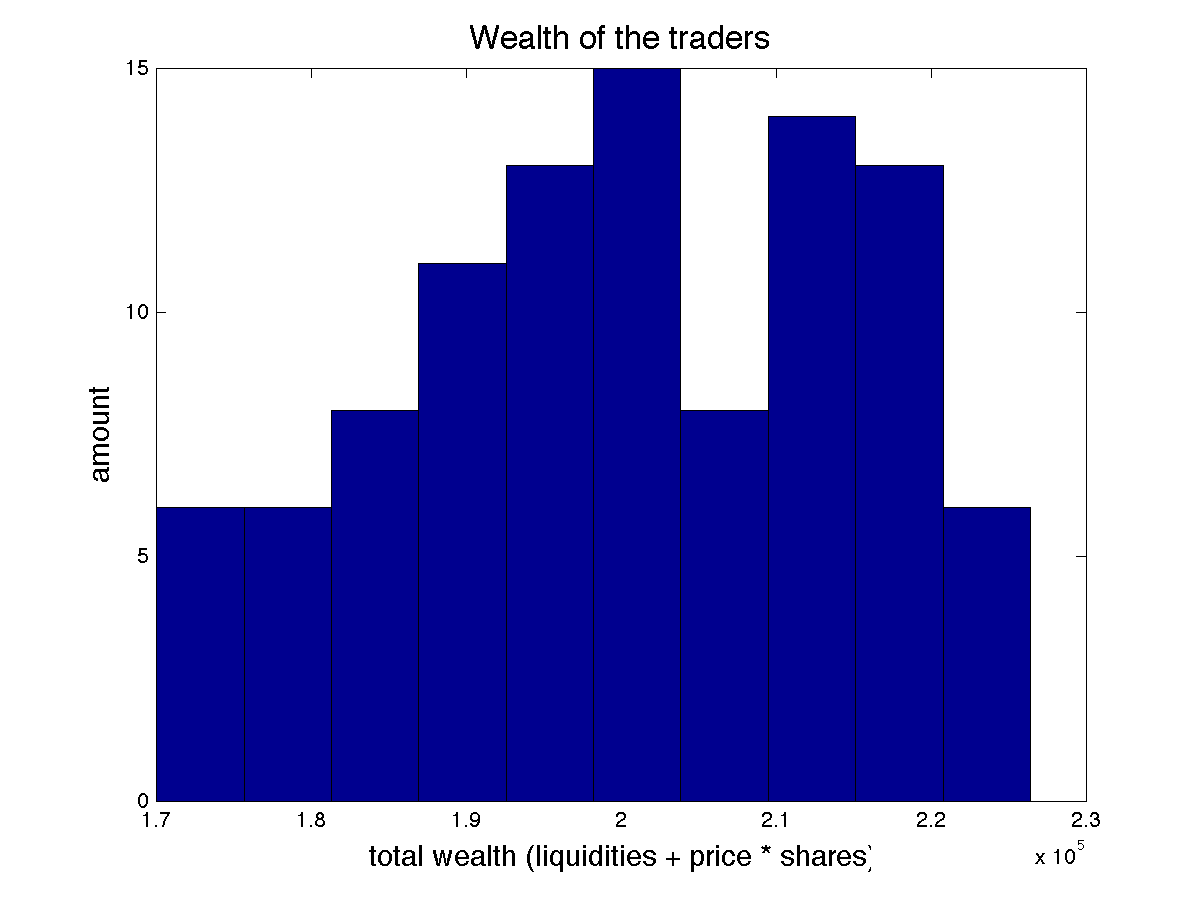 Wealth of the traders
15
10
5
0
amount
1.7 1.8 1.9 2 2.1 2.2 2.3
total wealth (liquidities + price * shares)
x 10^5